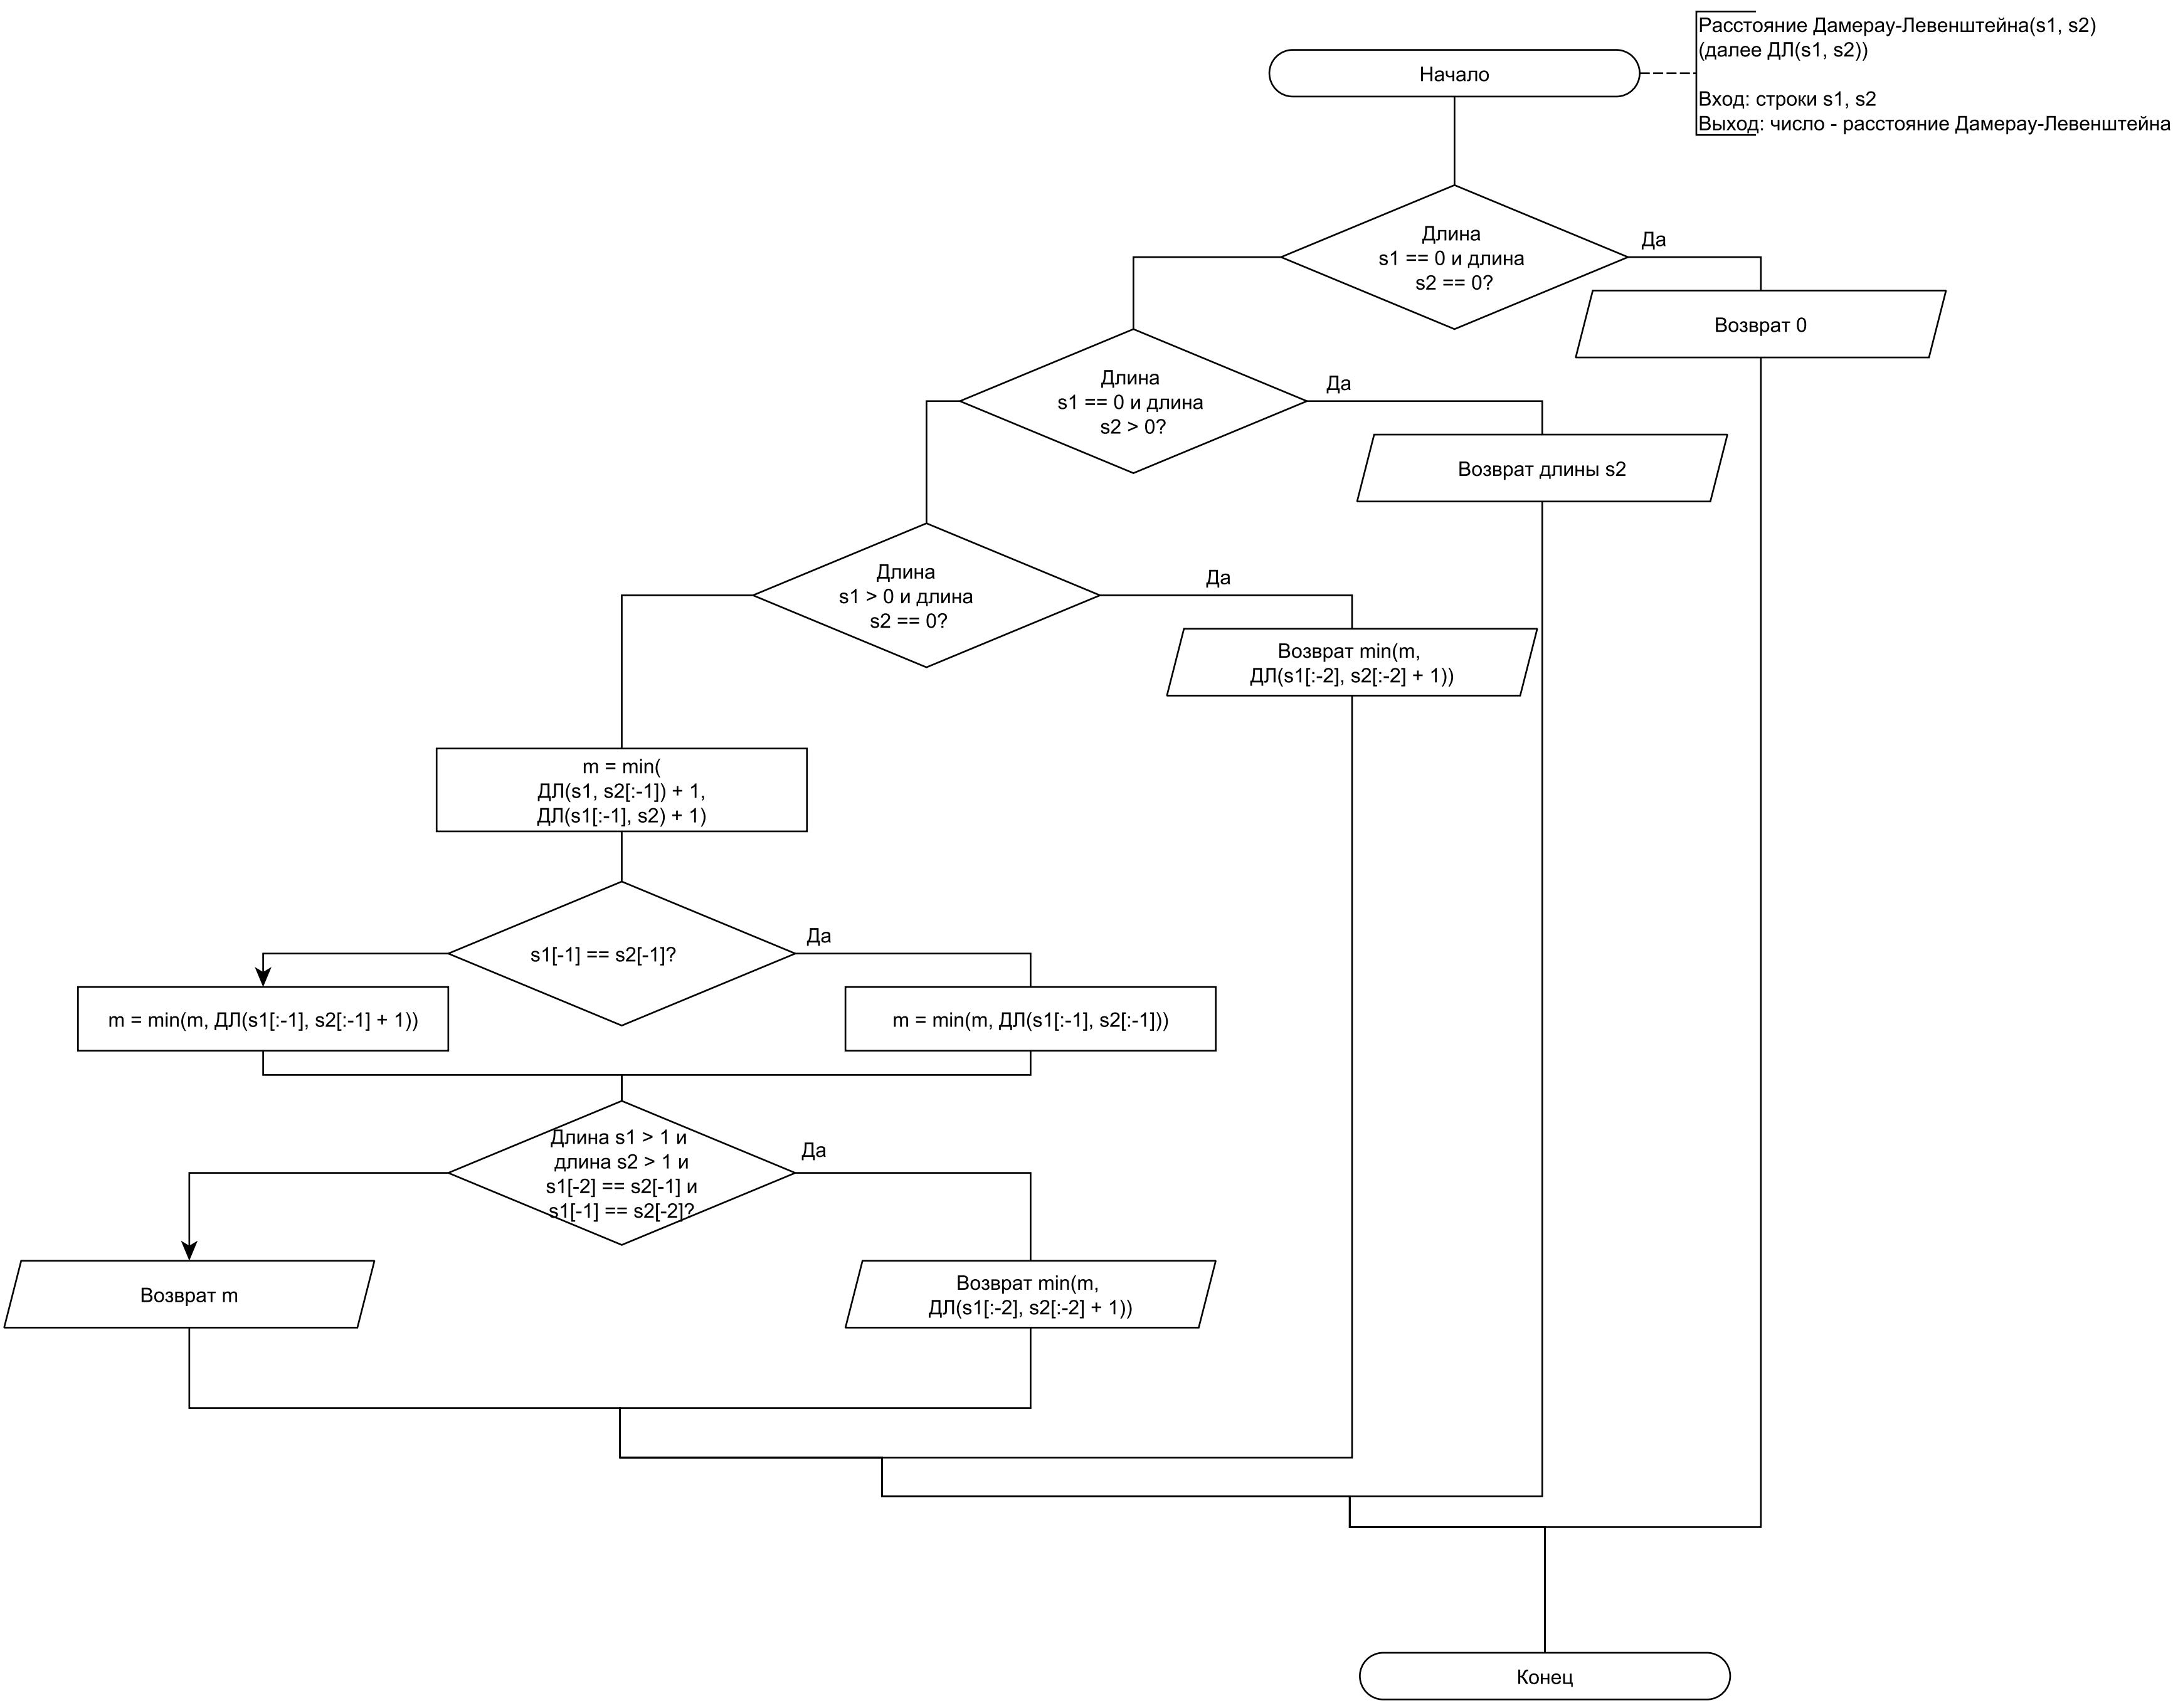 Расстояние Дамерау-Левенштейна(s1, s2)
(далее ДЛ(s1, s2))
Вход: строки s1, s2
Выход: число - расстояние Дамерау-Левенштейна
Начало
Длина
s1 == 0 и длина
s2 == 0?
Да
Возврат 0
Длина
s1 == 0 и длина
s2 > 0?
Да
Возврат длины s2
Длина
s1 > 0 и длина
s2 == 0?
Да
Возврат min(m,
ДЛ(s1[:-2], s2[:-2] + 1))
m = min(
ДЛ(s1, s2[:-1]) + 1,
ДЛ(s1[:-1], s2) + 1)
s1[-1] == s2[-1]?
Да
m = min(m, ДЛ(s1[:-1], s2[:-1] + 1))
m = min(m, ДЛ(s1[:-1], s2[:-1]))
Длина s1 > 1 и
длина s2 > 1 и
s1[-2] == s2[-1] и
s1[-1] == s2[-2]?
Да
Возврат m
Возврат min(m,
ДЛ(s1[:-2], s2[:-2] + 1))
Конец